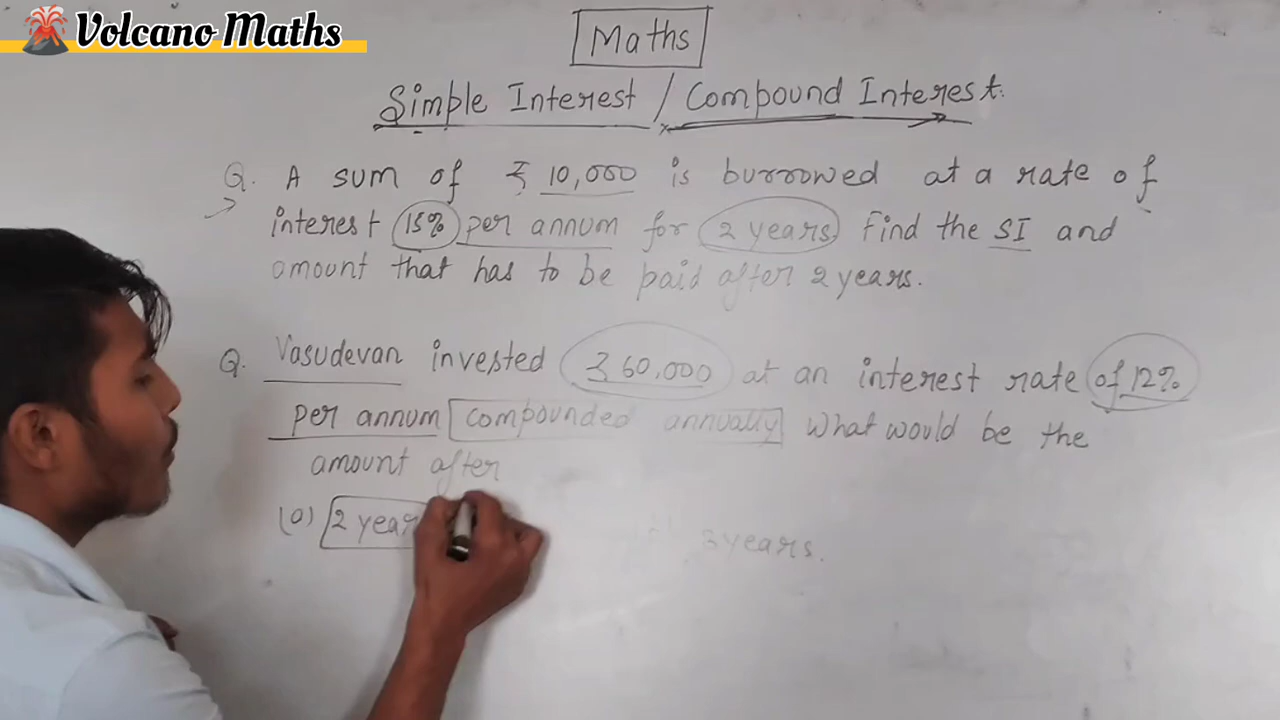 Volcano Maths
Maths
Simple Interest / Compound Interest.
Q. A sum of ₹ 10,000 is burrowed at a rate of
interest 15% per annum for 2 years. Find the SI and
amount that has to be paid after 2 years.
Q. Vasudevan invested ₹ 60,000 at an interest rate of 12%
per annum compounded annually What would be the
amount after
(a) 2 year
3 years.